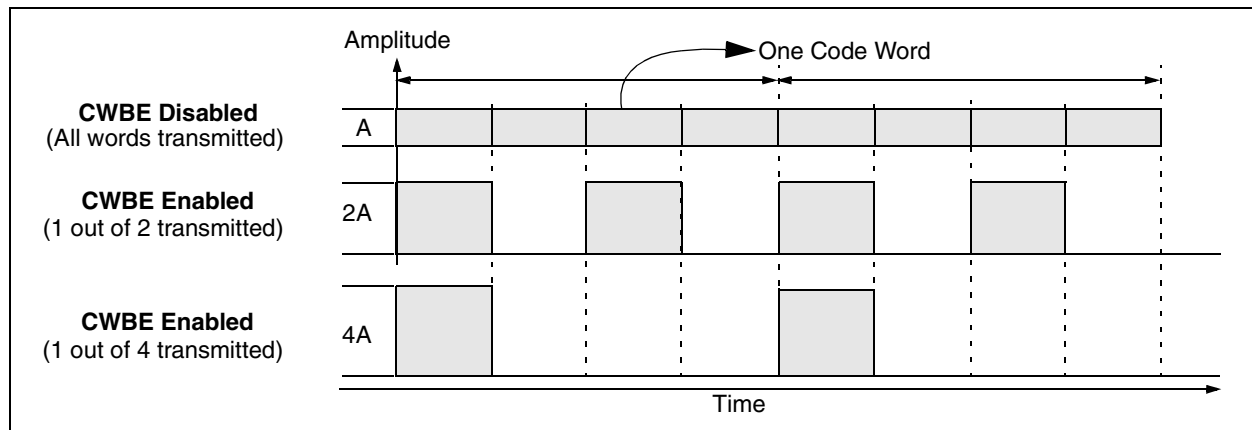 Amplitude
One Code Word
CWBE Disabled
(All words transmitted)
A
CWBE Enabled
(1 out of 2 transmitted)
2A
CWBE Enabled
(1 out of 4 transmitted)
4A
Time